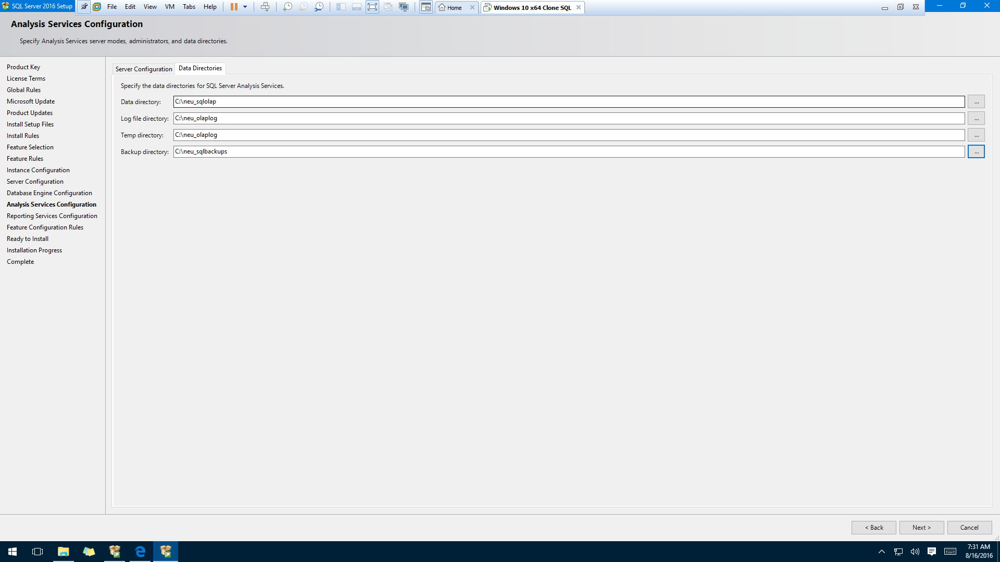 SQL Server 2016 Setup
File Edit View VM Tabs Help
Home
Windows 10 x64 Clone SQL
Analysis Services Configuration
Specify Analysis Services server modes, administrators, and data directories.
Product Key
License Terms
Global Rules
Microsoft Update
Product Updates
Install Setup Files
Install Rules
Feature Selection
Feature Rules
Instance Configuration
Server Configuration
Database Engine Configuration
Analysis Services Configuration
Reporting Services Configuration
Feature Configuration Rules
Ready to Install
Installation Progress
Complete
Server Configuration Data Directories
Specify the data directories for SQL Server Analysis Services.
Data directory: C:\neu_sqlolap ...
Log file directory: C:\neu_olaplog ...
Temp directory: C:\neu_olaplog ...
Backup directory: C:\neu_sqlbackups ...
< Back Next > Cancel
7:31 AM
8/16/2016